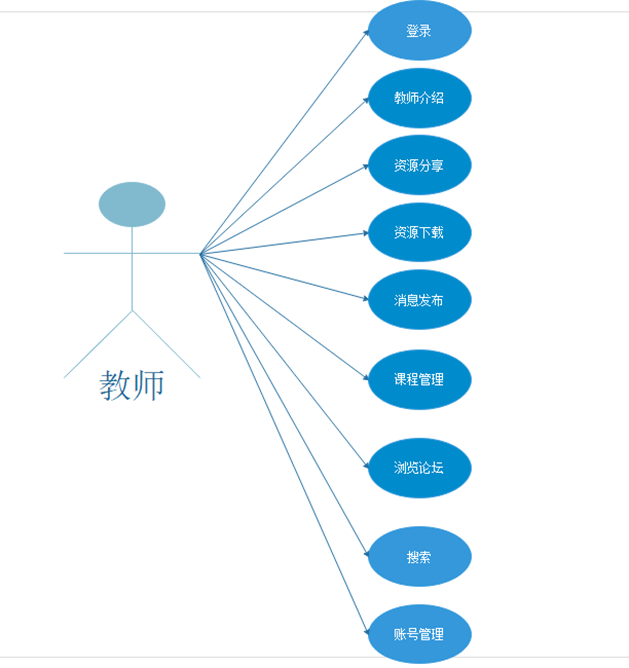 登录
教师介绍
资源分享
资源下载
消息发布
课程管理
浏览论坛
搜索
账号管理
教师